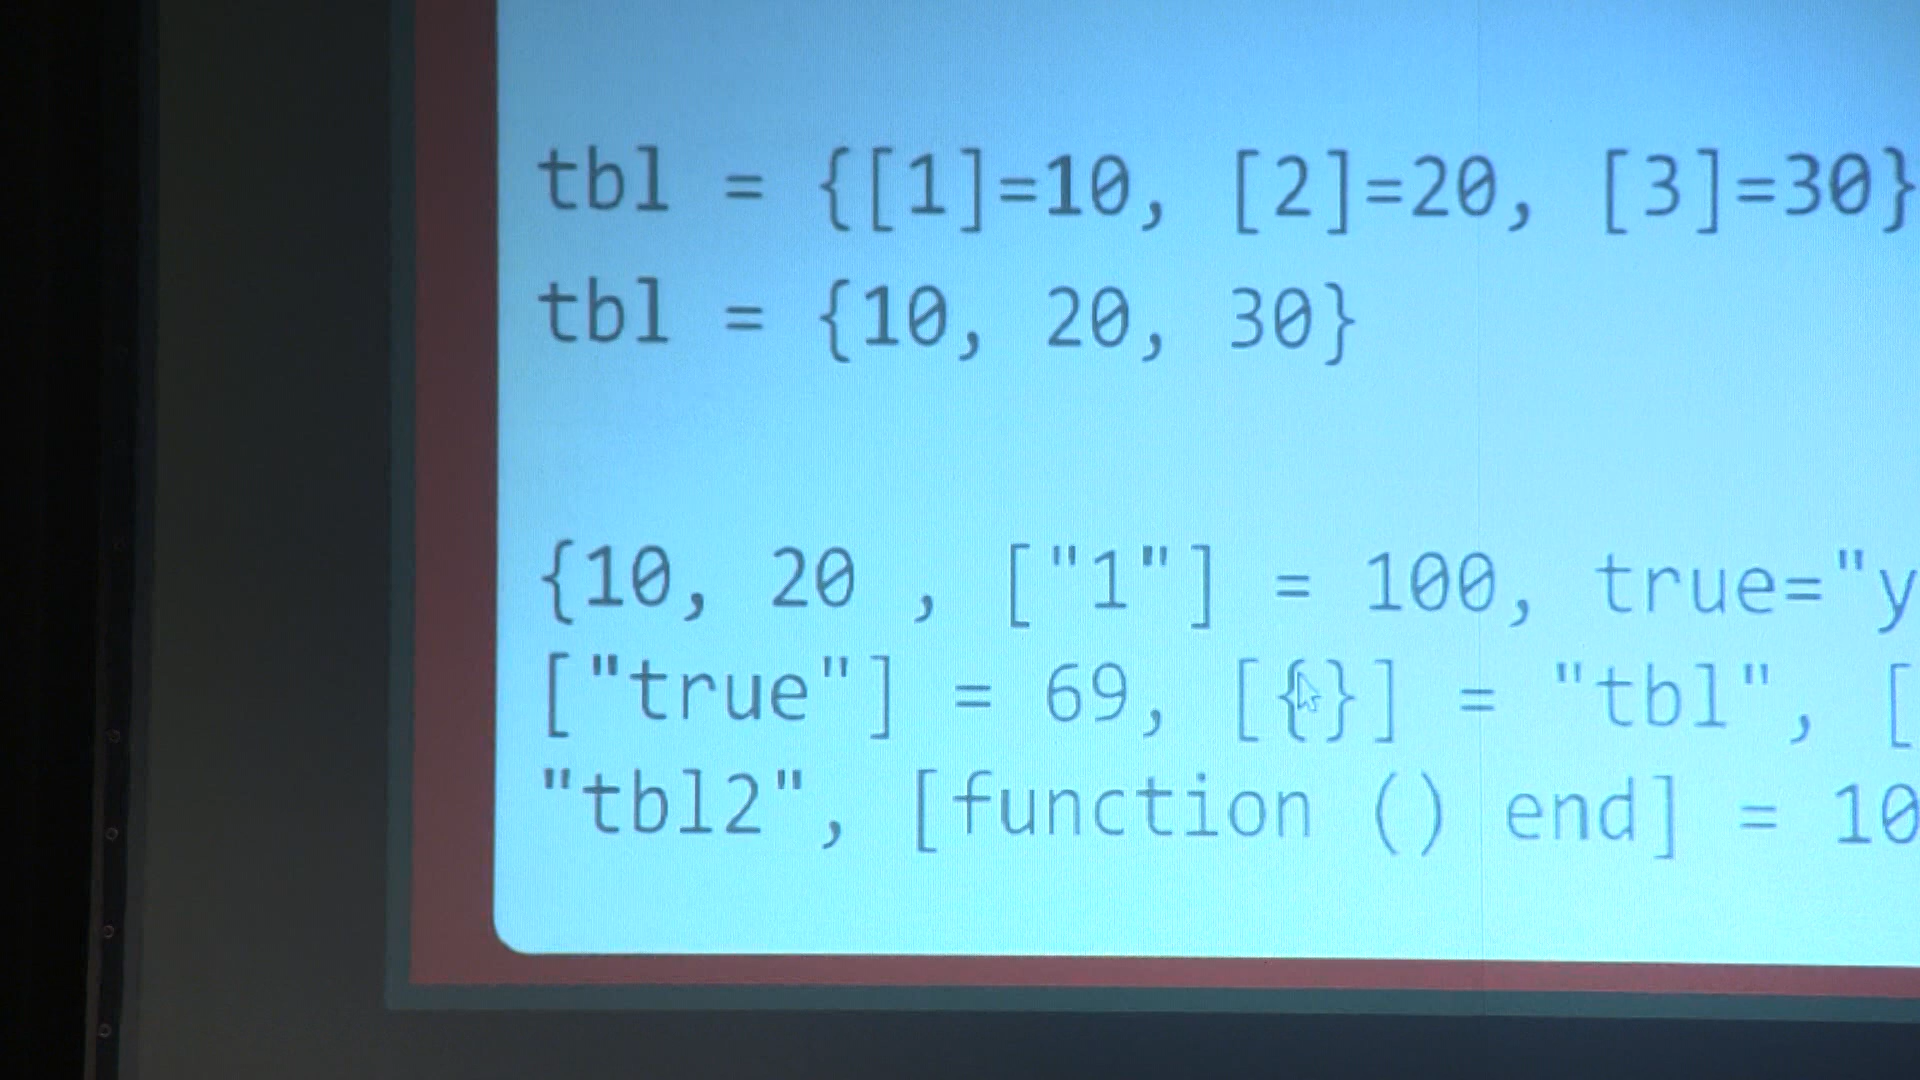 tbl = {[1]=10, [2]=20, [3]=30}
tbl = {10, 20, 30}
{10, 20 , ["1"] = 100, true="y
["true"] = 69, [{}] = "tbl", [
"tbl2", [function () end] = 10